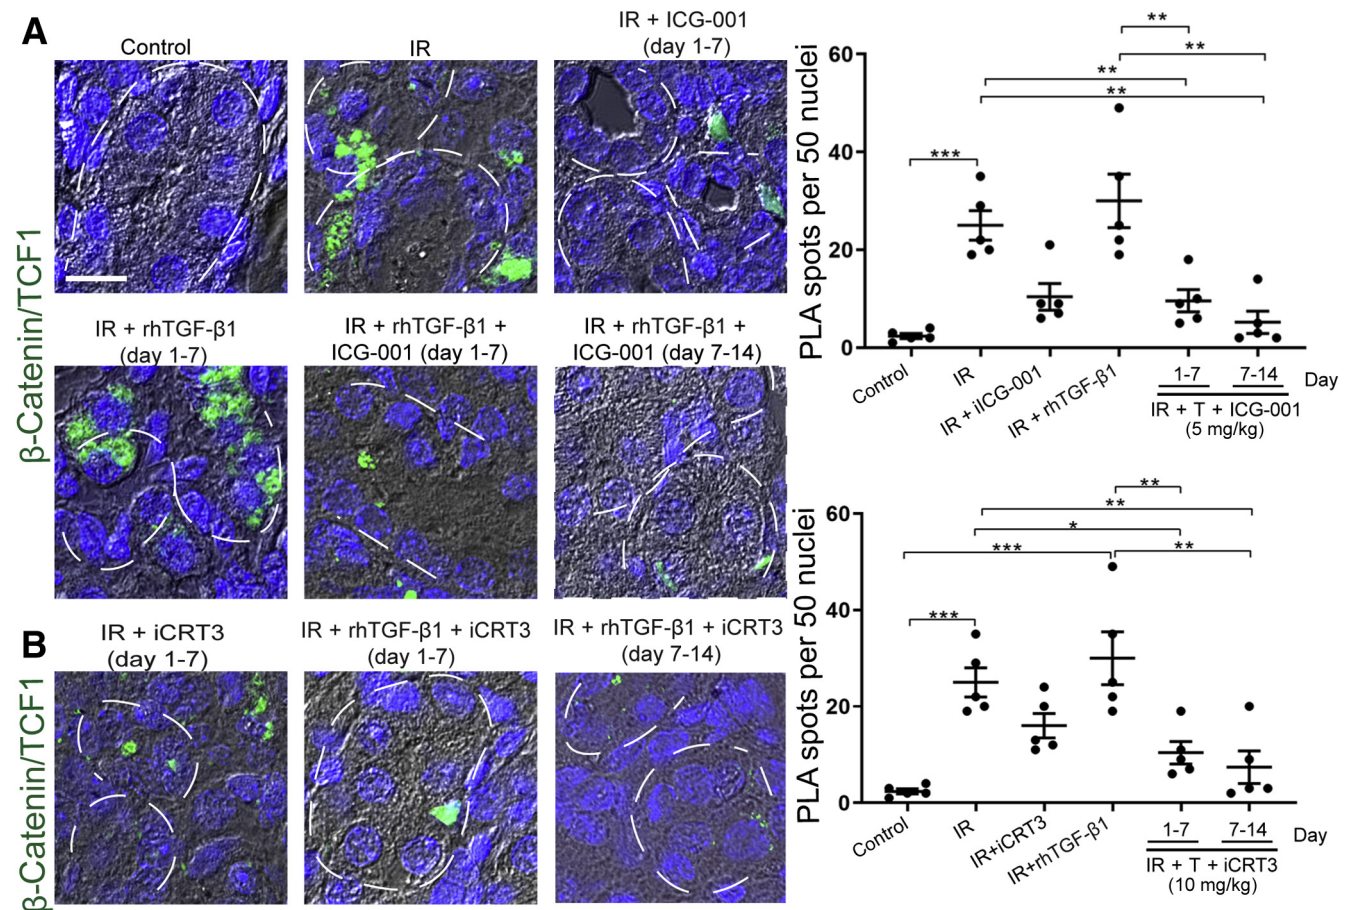 A
Control
IR
IR + ICG-001
(day 1-7)
β-Catenin/TCF1
IR + rhTGF-β1
(day 1-7)
IR + rhTGF-β1 +
ICG-001 (day 1-7)
IR + rhTGF-β1 +
ICG-001 (day 7-14)
PLA spots per 50 nuclei
60
40
20
0
**
**
**
**
***
Control
IR
IR + iICG-001
IR + rhTGF-β1
1-7
7-14
Day
IR + T + ICG-001
(5 mg/kg)
B
β-Catenin/TCF1
IR + iCRT3
(day 1-7)
IR + rhTGF-β1 + iCRT3
(day 1-7)
IR + rhTGF-β1 + iCRT3
(day 7-14)
PLA spots per 50 nuclei
60
40
20
0
**
**
*
***
**
***
Control
IR
IR+iCRT3
IR+rhTGF-β1
1-7
7-14
Day
IR + T + iCRT3
(10 mg/kg)